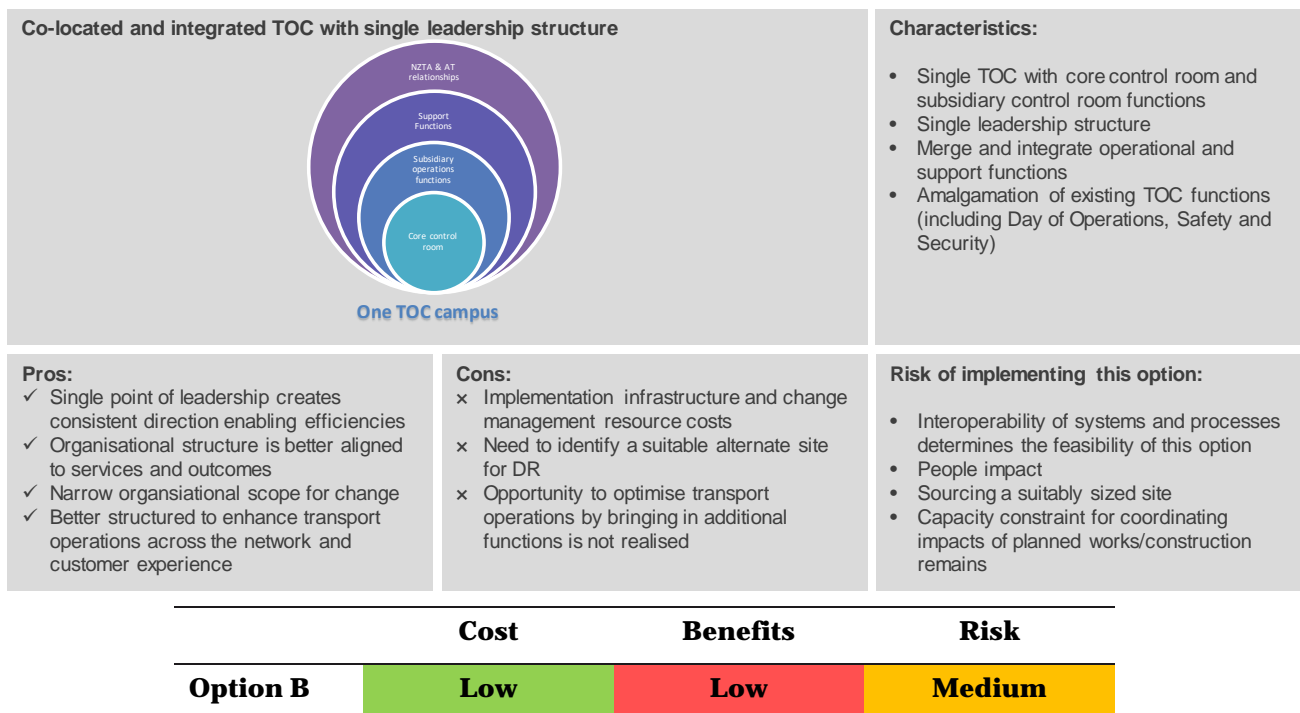 Co-located and integrated TOC with single leadership structure
NZTA & AT
relationships
Support
Functions
Subsidiary
operations
functions
Core control
room
One TOC campus
Characteristics:
• Single TOC with core control room and
subsidiary control room functions
• Single leadership structure
• Merge and integrate operational and
support functions
• Amalgamation of existing TOC functions
(including Day of Operations, Safety and
Security)
Pros:
✓ Single point of leadership creates
consistent direction enabling efficiencies
✓ Organisational structure is better aligned
to services and outcomes
✓ Narrow organsiational scope for change
✓ Better structured to enhance transport
operations across the network and
customer experience
Cons:
× Implementation infrastructure and change
management resource costs
× Need to identify a suitable alternate site
for DR
× Opportunity to optimise transport
operations by bringing in additional
functions is not realised
Risk of implementing this option:
• Interoperability of systems and processes
determines the feasibility of this option
• People impact
• Sourcing a suitably sized site
• Capacity constraint for coordinating
impacts of planned works/construction
remains
Cost Benefits Risk
Option B Low Low Medium